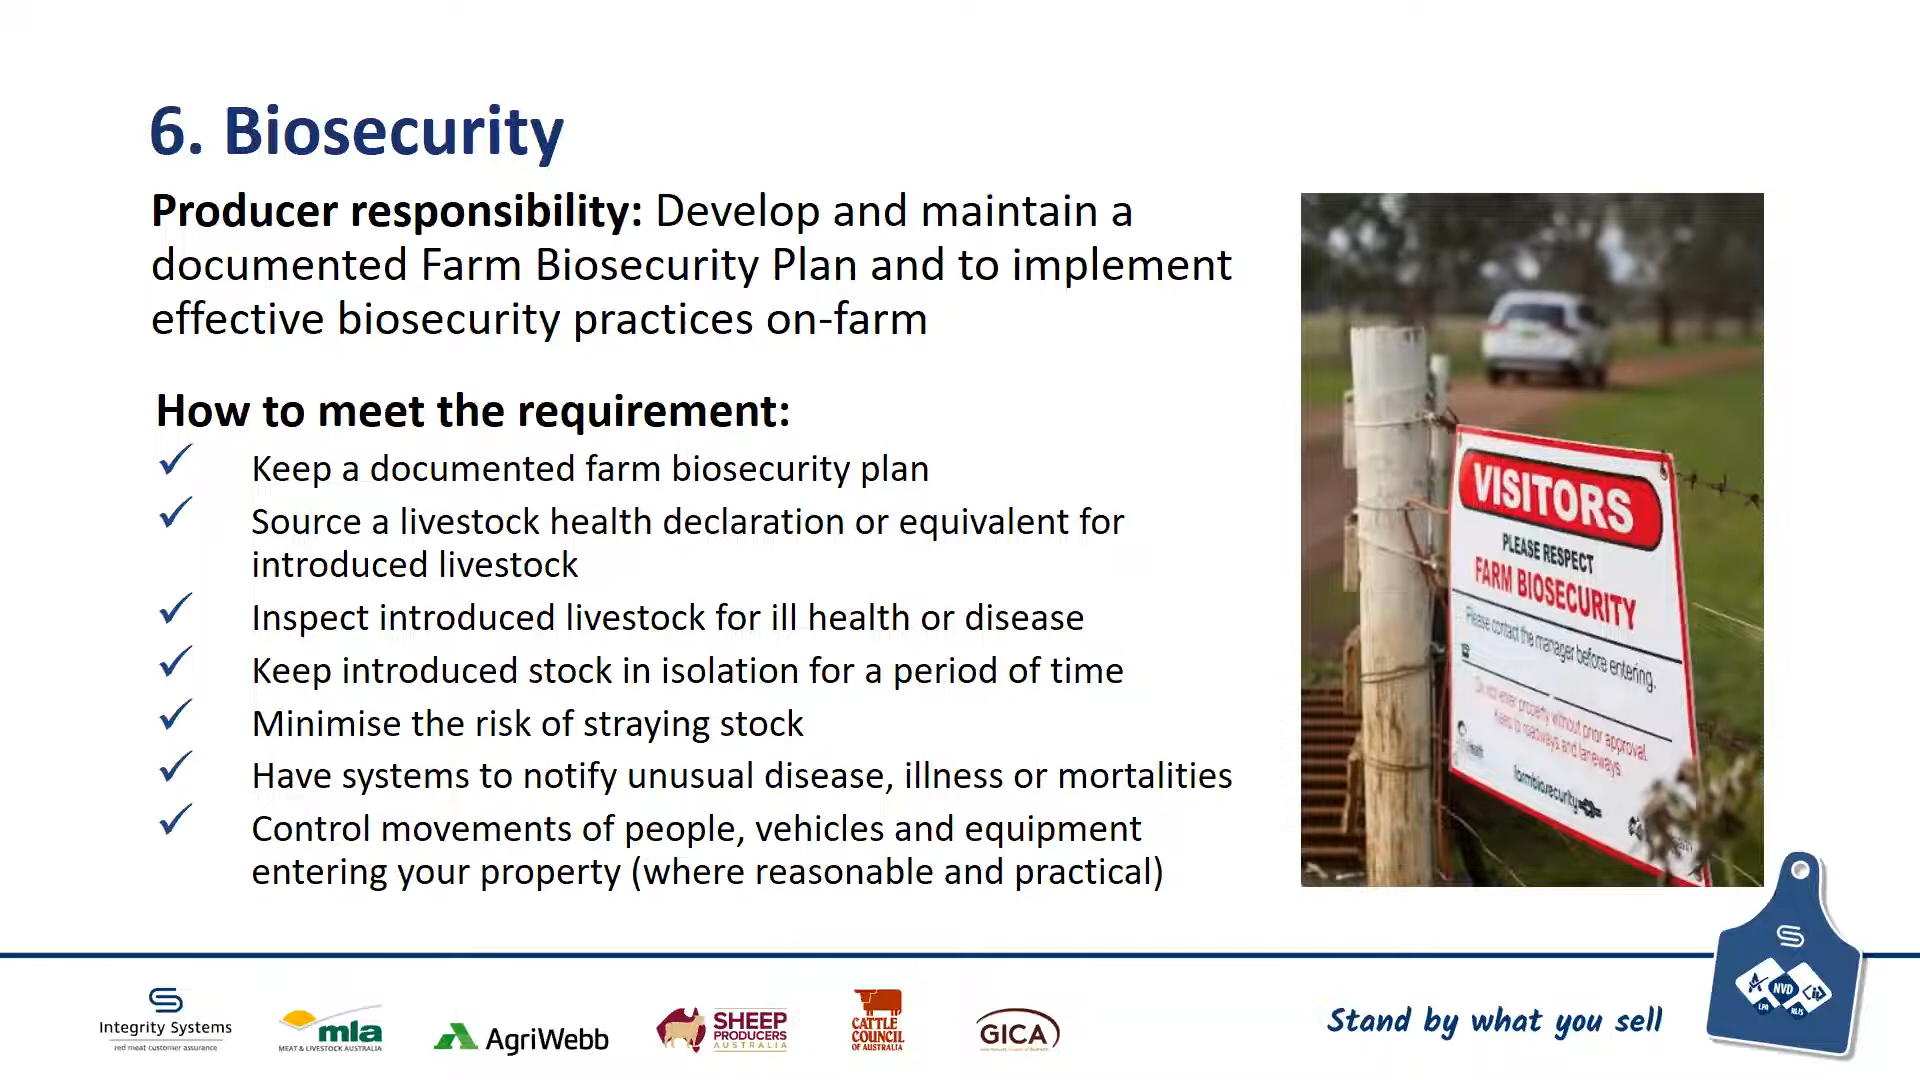 6. Biosecurity
Producer responsibility: Develop and maintain a
documented Farm Biosecurity Plan and to implement
effective biosecurity practices on-farm
How to meet the requirement:
✓ Keep a documented farm biosecurity plan
✓ Source a livestock health declaration or equivalent for
introduced livestock
✓ Inspect introduced livestock for ill health or disease
✓ Keep introduced stock in isolation for a period of time
✓ Minimise the risk of straying stock
✓ Have systems to notify unusual disease, illness or mortalities
✓ Control movements of people, vehicles and equipment
entering your property (where reasonable and practical)
VISITORS
PLEASE RESPECT
FARM BIOSECURITY
Please contact the manager before entering.
Do not enter property without prior approval.
Keep to roadways and laneways.
farmbiosecurity
Integrity Systems
red meat customer assurance
mla
MEAT & LIVESTOCK AUSTRALIA
AgriWebb
SHEEP
PRODUCERS
AUSTRALIA
CATTLE
COUNCIL
OF AUSTRALIA
GICA
Stand by what you sell
LPA
NVD
NLIS